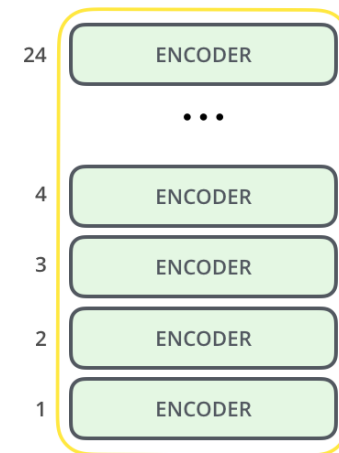 24 ENCODER
...
4 ENCODER
3 ENCODER
2 ENCODER
1 ENCODER